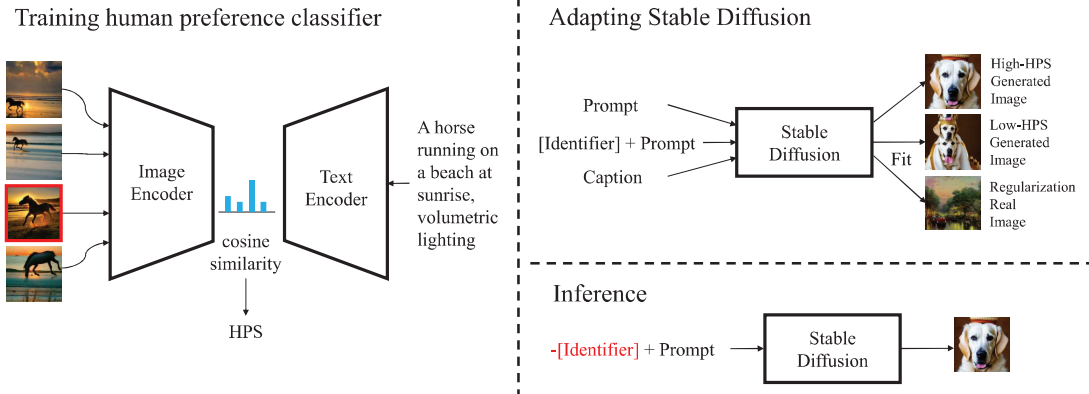 Training human preference classifier
Image
Encoder
cosine
similarity
HPS
Text
Encoder
A horse
running on
a beach at
sunrise,
volumetric
lighting
Adapting Stable Diffusion
Prompt
[Identifier] + Prompt
Caption
Stable
Diffusion
Fit
High-HPS
Generated
Image
Low-HPS
Generated
Image
Regularization
Real
Image
Inference
-[Identifier] + Prompt
Stable
Diffusion